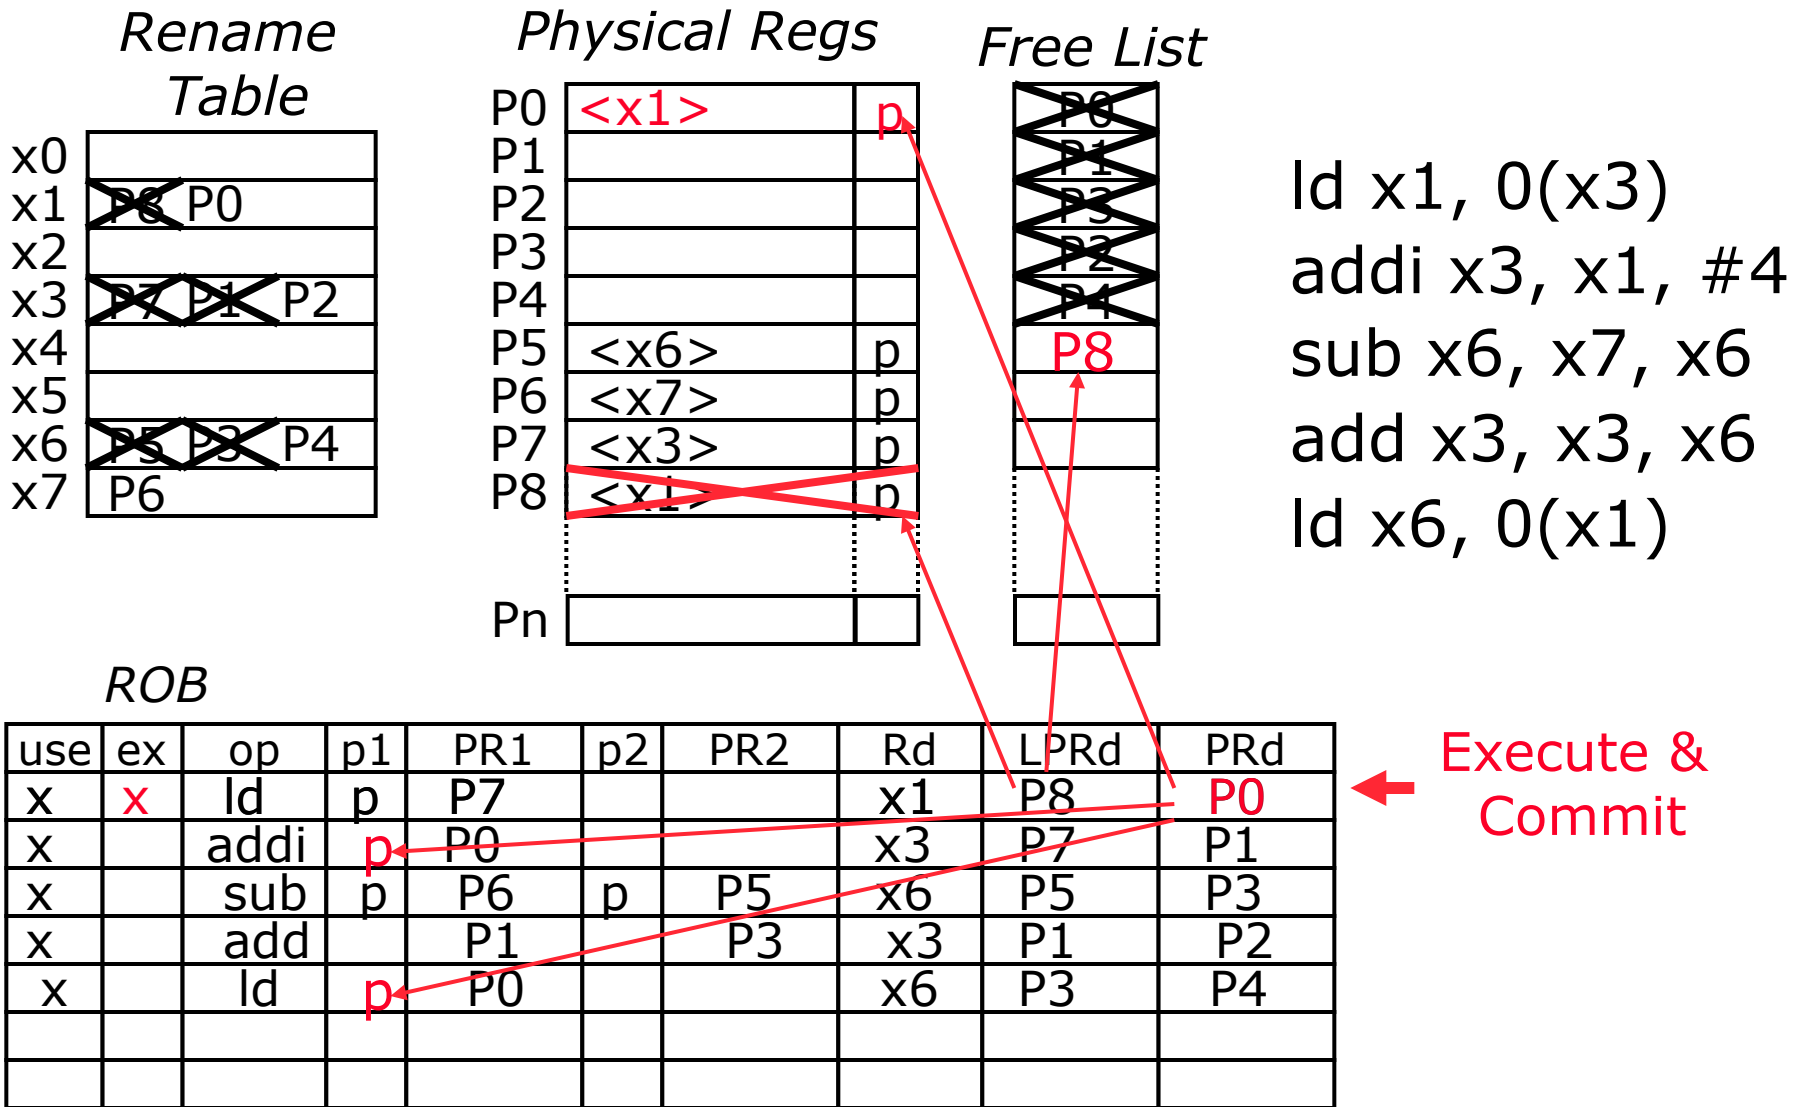 Rename Table
x0
x1 P8 P0
x2
x3 P7 P1 P2
x4
x5
x6 P5 P3 P4
x7 P6
Physical Regs
P0 <x1> p
P1
P2
P3
P4
P5 <x6> p
P6 <x7> p
P7 <x3> p
P8 <x1> p
Pn
Free List
P0
P1
P3
P2
P4
P8
ld x1, 0(x3)
addi x3, x1, #4
sub x6, x7, x6
add x3, x3, x6
ld x6, 0(x1)
ROB
use ex op p1 PR1 p2 PR2 Rd LPRd PRd
x x ld p P7 x1 P8 P0
x addi p P0 x3 P7 P1
x sub p P6 p P5 x6 P5 P3
x add P1 P3 x3 P1 P2
x ld p P0 x6 P3 P4
Execute &
Commit